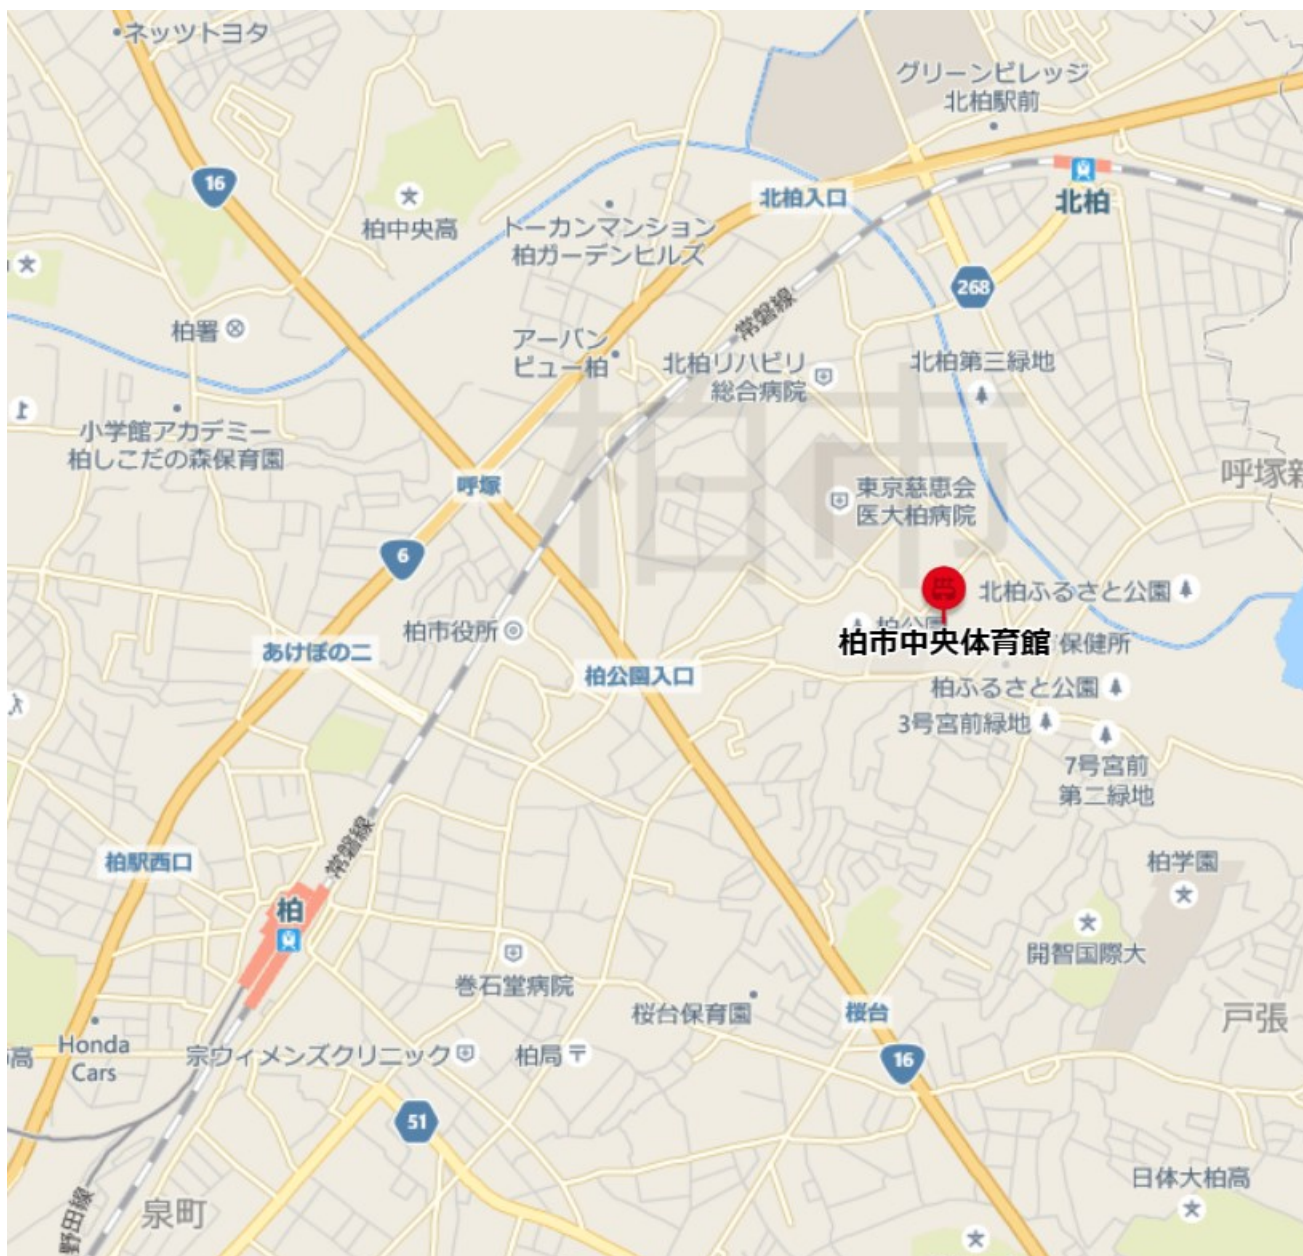 ネッツトヨタ
グリーンビレッジ
北柏駅前
16
柏中央高
トーカンマンション
柏ガーデンヒルズ
北柏入口
北柏
268
柏署
常磐線
アーバン
ビュー柏
北柏リハビリ
総合病院
北柏第三緑地
小学館アカデミー
柏しこだの森保育園
柏市
呼塚
東京慈恵会
医大柏病院
呼塚新
6
北柏ふるさと公園
柏市役所
柏公園
柏市中央体育館
保健所
あけぼの二
柏公園入口
柏ふるさと公園
3号宮前緑地
7号宮前
第二緑地
常磐線
柏駅西口
柏学園
柏
開智国際大
巻石堂病院
桜台保育園
桜台
戸張
Honda
Cars
高
宗ウィメンズクリニック
柏局
16
51
日体大柏高
泉町
野田線